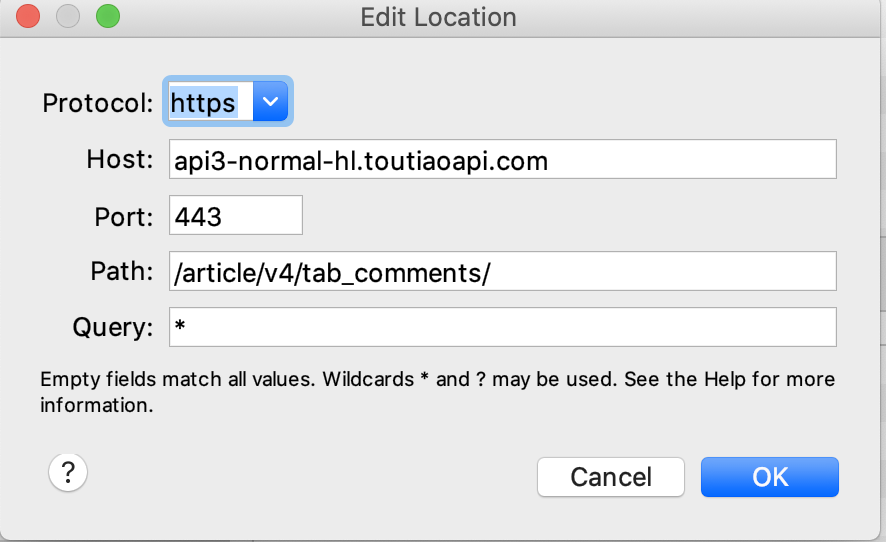 Edit Location
Protocol: https
Host: api3-normal-hl.toutiaoapi.com
Port: 443
Path: /article/v4/tab_comments/
Query: *
Empty fields match all values. Wildcards * and ? may be used. See the Help for more
information.
? Cancel OK